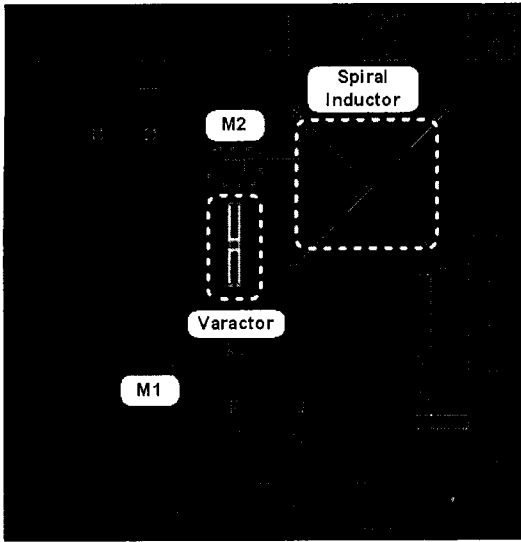 Spiral
Inductor
M2
Varactor
M1